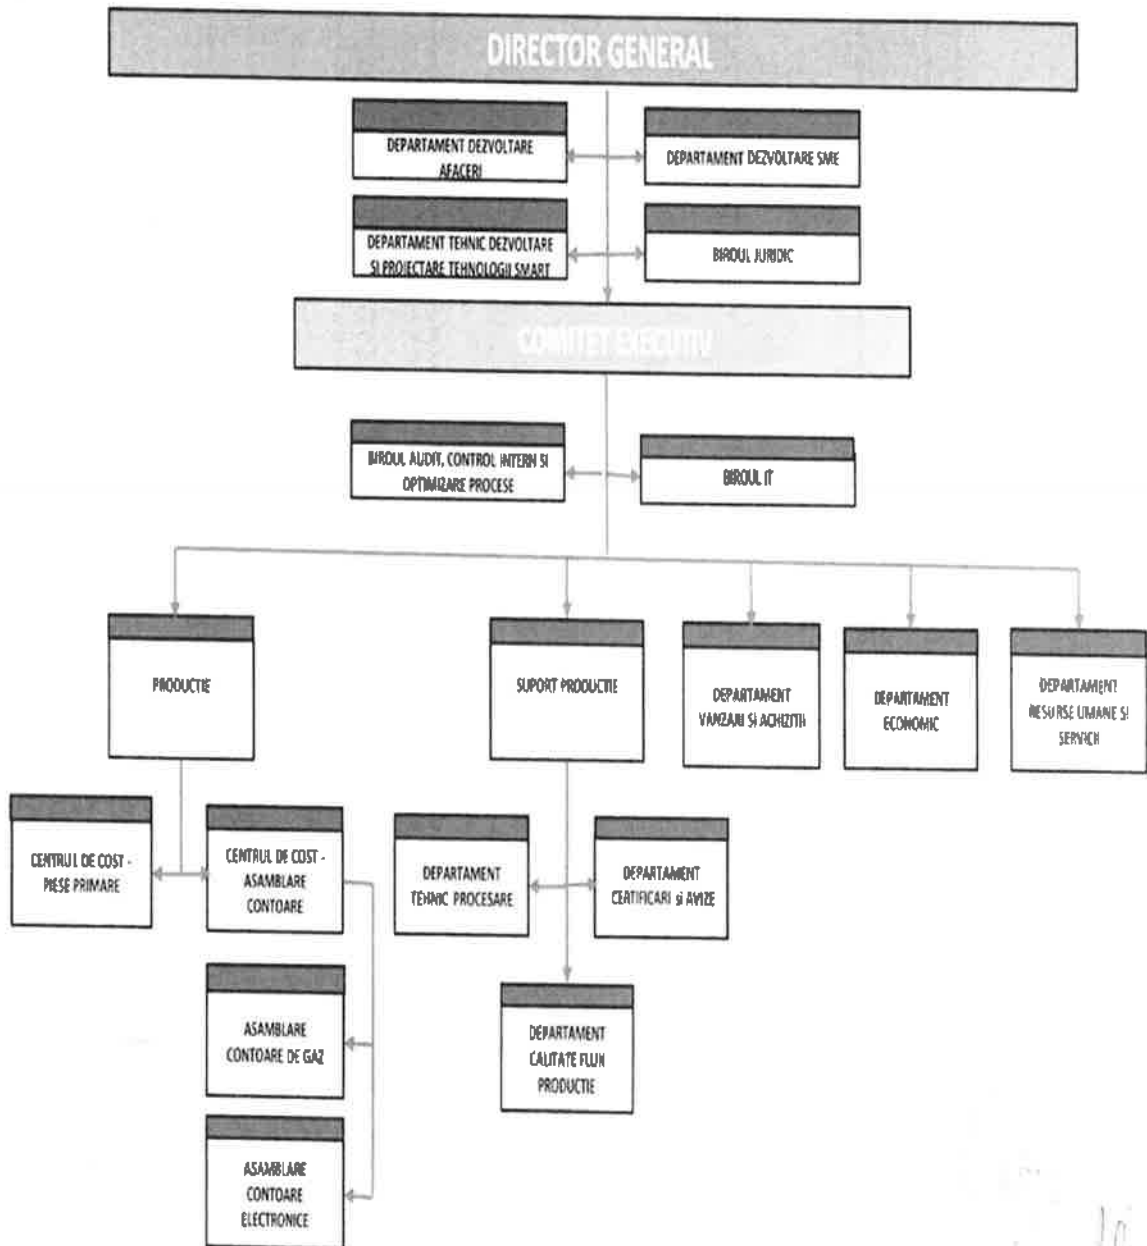 DIRECTOR GENERAL
DEPARTAMENT DEZVOLTARE
AFACERI
DEPARTAMENT DEZVOLTARE SME
DEPARTAMENT TEHNIC DEZVOLTARE
SI PROIECTARE TEHNOLOGII SMART
BIROUL JURIDIC
COMITET EXECUTIV
BIROUL AUDIT, CONTROL INTERN SI
OPTIMIZARE PROCESE
BIROUL IT
PRODUCTIE
SUPORT PRODUCTIE
DEPARTAMENT
VANZARI SI ACHIZITII
DEPARTAMENT
ECONOMIC
DEPARTAMENT
RESURSE UMANE SI
SERVICII
CENTRUL DE COST -
PIESE PRIMARE
CENTRUL DE COST -
ASAMBLARE
CONTOARE
DEPARTAMENT
TEHNIC PROCESARE
DEPARTAMENT
CERTIFICARI si AVIZE
ASAMBLARE
CONTOARE DE GAZ
DEPARTAMENT
CALITATE FLUX
PRODUCTIE
ASAMBLARE
CONTOARE
ELECTRONICE